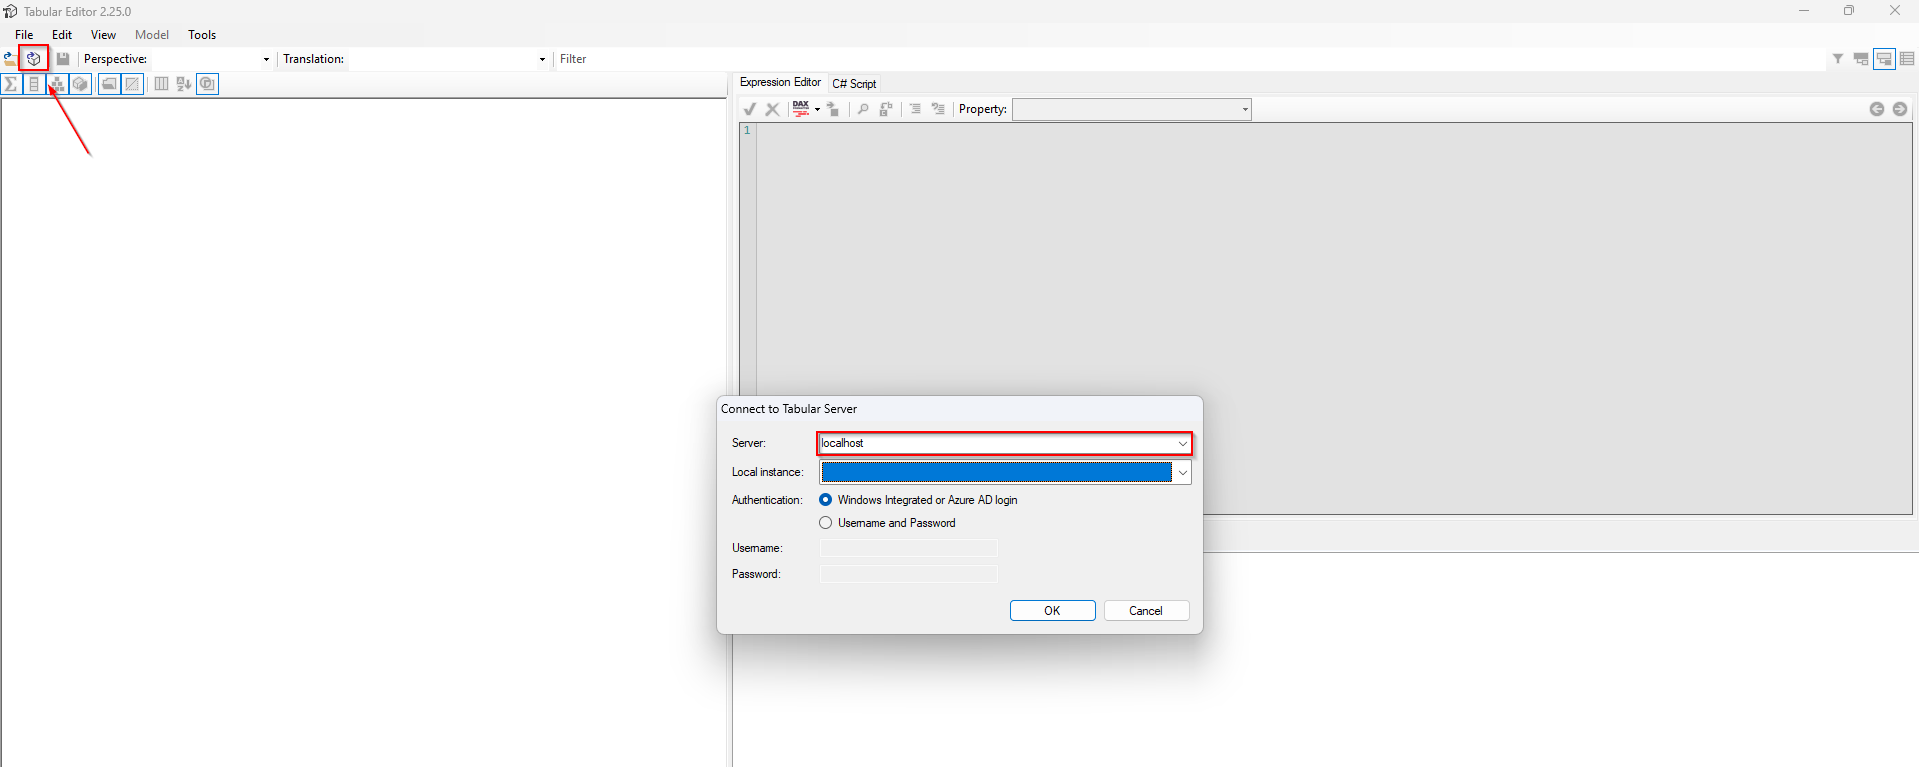 Tabular Editor 2.25.0
File Edit View Model Tools
Perspective: Translation: Filter
Expression Editor C# Script
DAX Property:
1
Connect to Tabular Server
Server: localhost
Local instance:
Authentication: Windows Integrated or Azure AD login
Username and Password
Username:
Password:
OK Cancel